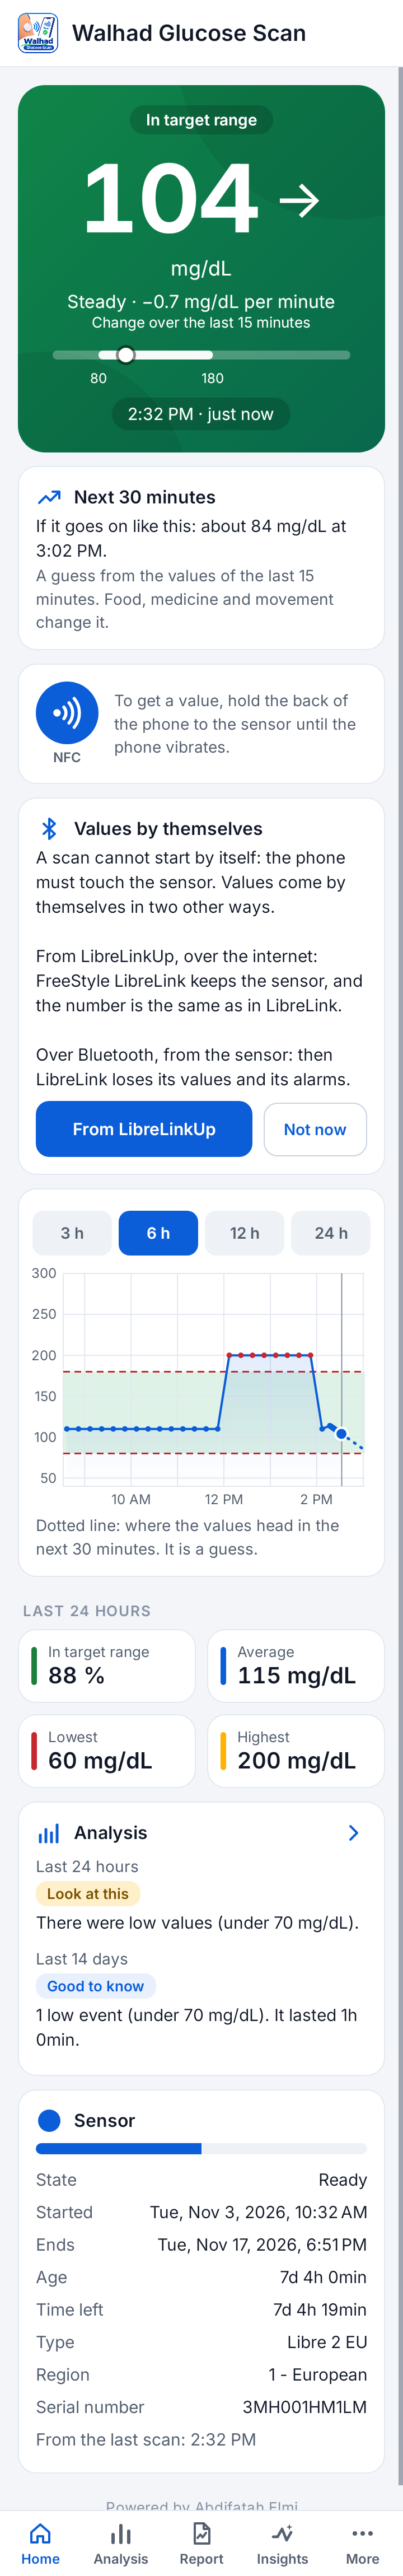 Walhad
Glucose Scan
Walhad Glucose Scan
In target range
104 →
mg/dL
Steady · −0.7 mg/dL per minute
Change over the last 15 minutes
80 180
2:32 PM · just now
Next 30 minutes
If it goes on like this: about 84 mg/dL at
3:02 PM.
A guess from the values of the last 15
minutes. Food, medicine and movement
change it.
NFC
To get a value, hold the back of
the phone to the sensor until the
phone vibrates.
Values by themselves
A scan cannot start by itself: the phone
must touch the sensor. Values come by
themselves in two other ways.
From LibreLinkUp, over the internet:
FreeStyle LibreLink keeps the sensor, and
the number is the same as in LibreLink.
Over Bluetooth, from the sensor: then
LibreLink loses its values and its alarms.
From LibreLinkUp Not now
3 h 6 h 12 h 24 h
300
250
200
150
100
50
10 AM 12 PM 2 PM
Dotted line: where the values head in the
next 30 minutes. It is a guess.
LAST 24 HOURS
In target range
88 %
Average
115 mg/dL
Lowest
60 mg/dL
Highest
200 mg/dL
Analysis
Last 24 hours
Look at this
There were low values (under 70 mg/dL).
Last 14 days
Good to know
1 low event (under 70 mg/dL). It lasted 1h
0min.
Sensor
State Ready
Started Tue, Nov 3, 2026, 10:32 AM
Ends Tue, Nov 17, 2026, 6:51 PM
Age 7d 4h 0min
Time left 7d 4h 19min
Type Libre 2 EU
Region 1 - European
Serial number 3MH001HM1LM
From the last scan: 2:32 PM
Powered by Abdifatah Elmi
Home Analysis Report Insights More